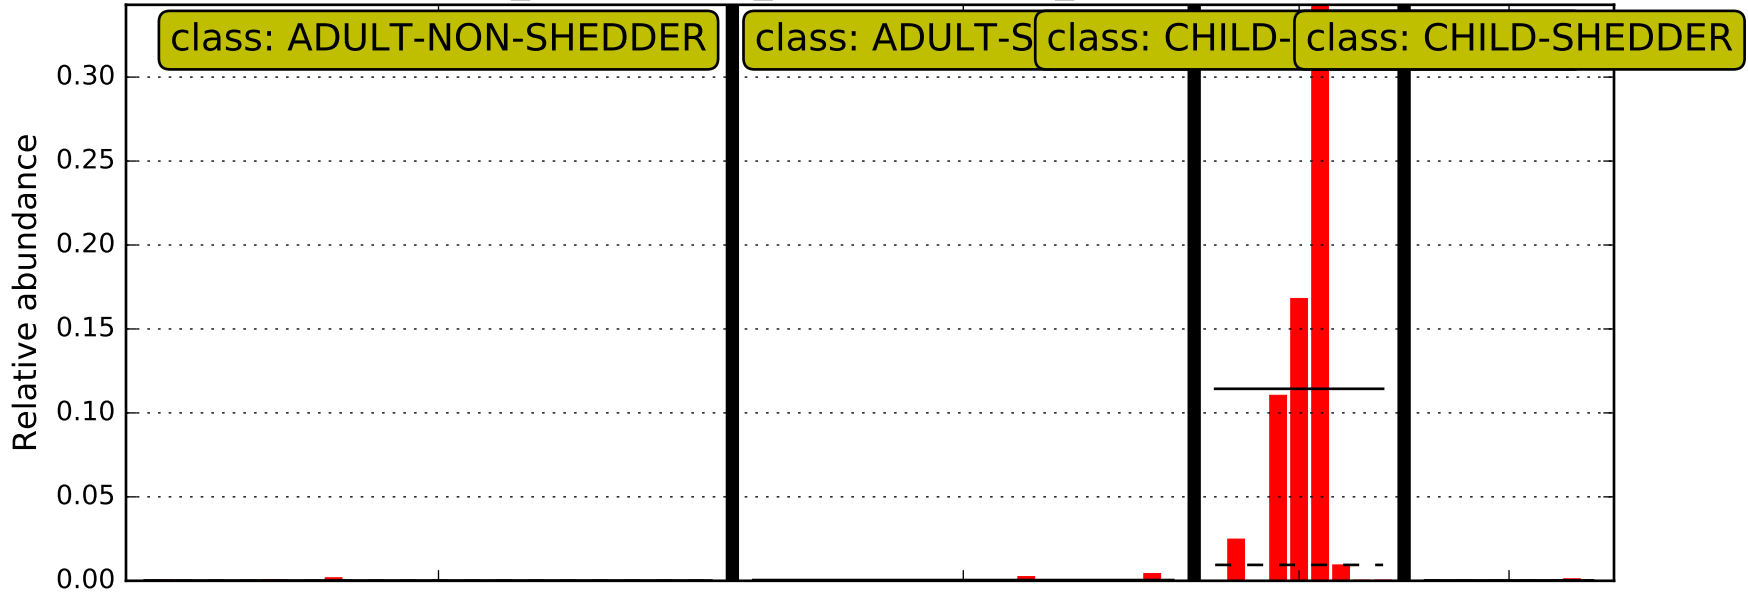 class: ADULT-NON-SHEDDER
class: ADULT-S
class: CHILD-
class: CHILD-SHEDDER
Relative abundance
0.30
0.25
0.20
0.15
0.10
0.05
0.00